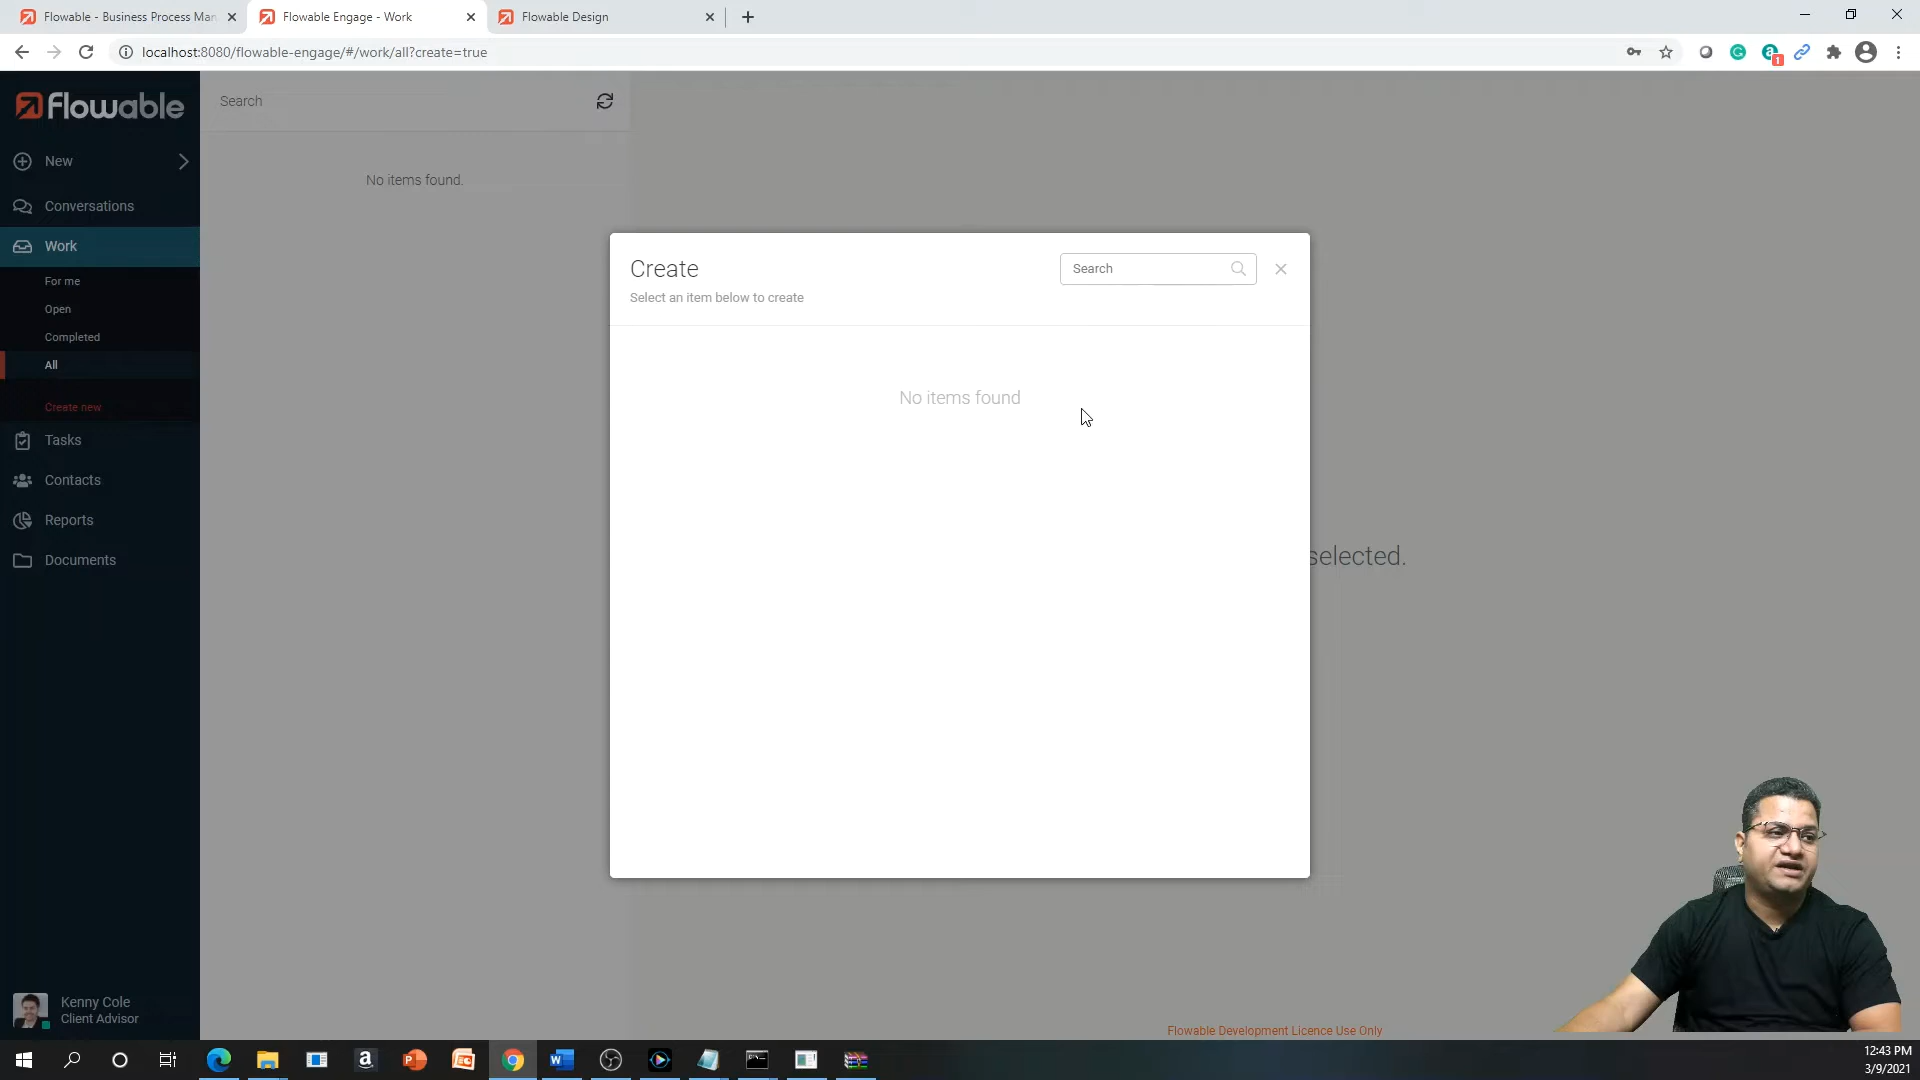 Flowable - Business Process Man
Flowable Engage - Work
Flowable Design
localhost:8080/flowable-engage/#/work/all?create=true
1
Flowable
New
Conversations
Work
For me
Open
Completed
All
Create new
Tasks
Contacts
Reports
Documents
Kenny Cole
Client Advisor
Search
No items found.
Create
Select an item below to create
Search
No items found
selected.
Flowable Development Licence Use Only
12:43 PM
3/9/2021